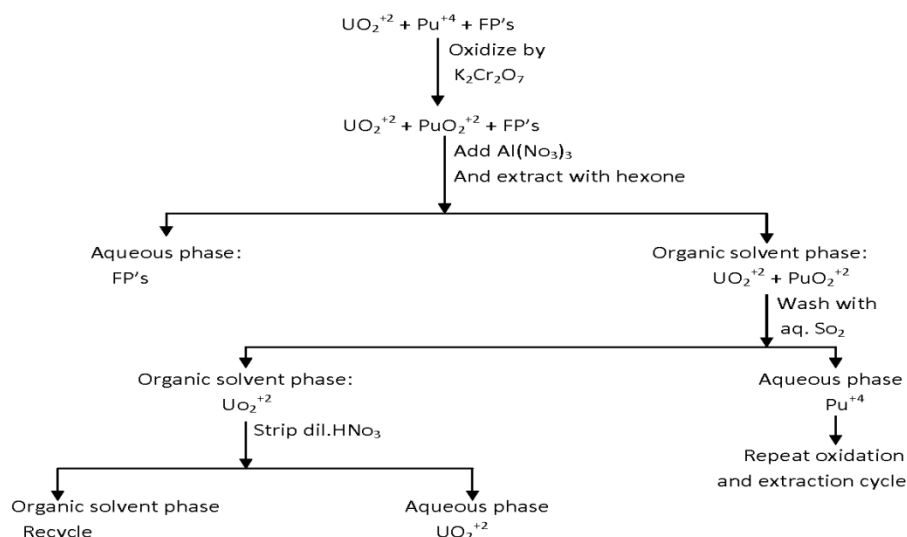 UO₂⁺² + Pu⁺⁴ + FP's
Oxidize by
K₂Cr₂O₇
UO₂⁺² + PuO₂⁺² + FP's
Add Al(No₃)₃
And extract with hexone
Aqueous phase:
FP's
Organic solvent phase:
UO₂⁺² + PuO₂⁺²
Wash with
aq. So₂
Organic solvent phase:
Uo₂⁺²
Strip dil.HNo₃
Aqueous phase
Pu⁺⁴
Repeat oxidation
and extraction cycle
Organic solvent phase
Recycle
Aqueous phase
UO₂⁺²